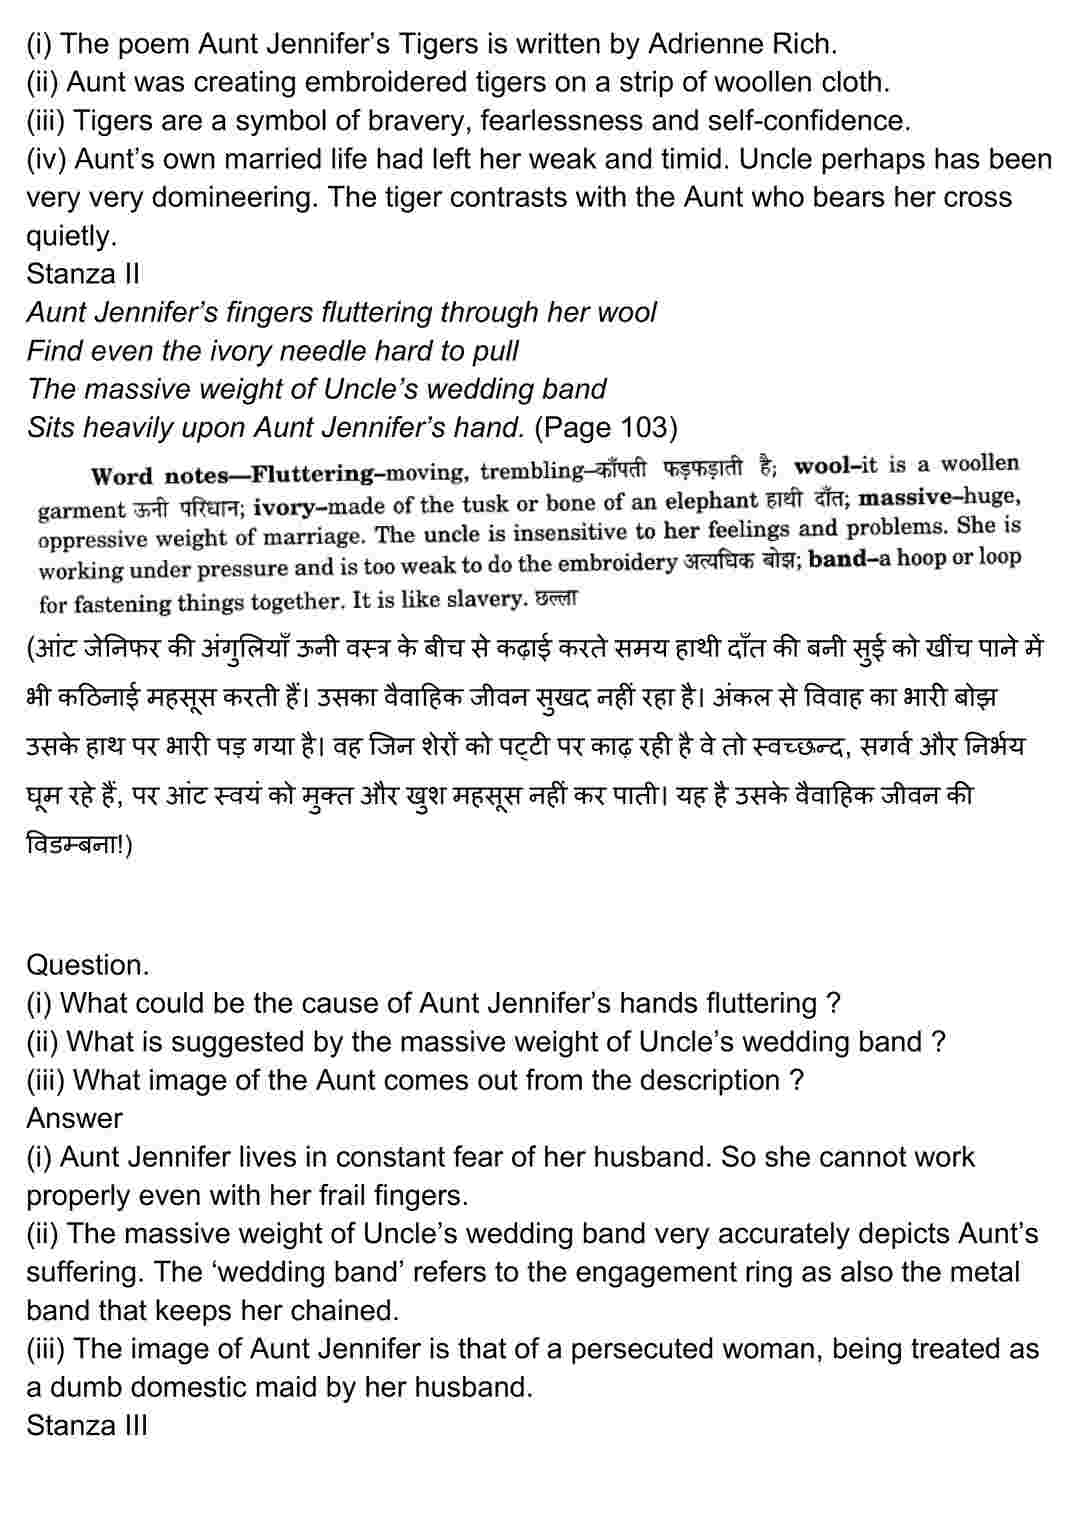 (i) The poem Aunt Jennifer’s Tigers is written by Adrienne Rich.
(ii) Aunt was creating embroidered tigers on a strip of woollen cloth.
(iii) Tigers are a symbol of bravery, fearlessness and self-confidence.
(iv) Aunt’s own married life had left her weak and timid. Uncle perhaps has been
very very domineering. The tiger contrasts with the Aunt who bears her cross
quietly.
Stanza II
Aunt Jennifer’s fingers fluttering through her wool
Find even the ivory needle hard to pull
The massive weight of Uncle’s wedding band
Sits heavily upon Aunt Jennifer’s hand. (Page 103)
Word notes—Fluttering–moving, trembling–काँपती फड़फड़ाती है; wool–it is a woollen
garment ऊनी परिधान; ivory–made of the tusk or bone of an elephant हाथी दाँत; massive–huge,
oppressive weight of marriage. The uncle is insensitive to her feelings and problems. She is
working under pressure and is too weak to do the embroidery अत्यधिक बोझ; band–a hoop or loop
for fastening things together. It is like slavery. छल्ला
(आंट जेनिफर की अंगुलियाँ ऊनी वस्त्र के बीच से कढ़ाई करते समय हाथी दाँत की बनी सुई को खींच पाने में
भी कठिनाई महसूस करती हैं। उसका वैवाहिक जीवन सुखद नहीं रहा है। अंकल से विवाह का भारी बोझ
उसके हाथ पर भारी पड़ गया है। वह जिन शेरों को पट्टी पर काढ़ रही है वे तो स्वच्छन्द, सगर्व और निर्भय
घूम रहे हैं, पर आंट स्वयं को मुक्त और खुश महसूस नहीं कर पाती। यह है उसके वैवाहिक जीवन की
विडम्बना!)
Question.
(i) What could be the cause of Aunt Jennifer’s hands fluttering ?
(ii) What is suggested by the massive weight of Uncle’s wedding band ?
(iii) What image of the Aunt comes out from the description ?
Answer
(i) Aunt Jennifer lives in constant fear of her husband. So she cannot work
properly even with her frail fingers.
(ii) The massive weight of Uncle’s wedding band very accurately depicts Aunt’s
suffering. The ‘wedding band’ refers to the engagement ring as also the metal
band that keeps her chained.
(iii) The image of Aunt Jennifer is that of a persecuted woman, being treated as
a dumb domestic maid by her husband.
Stanza III